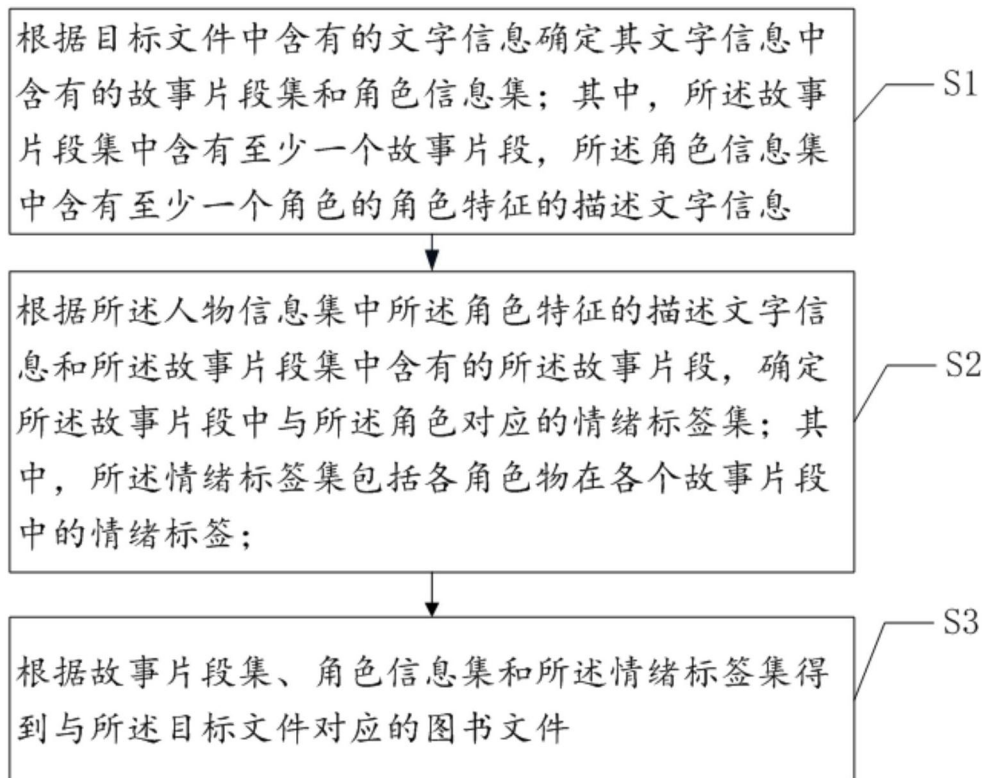 根据目标文件中含有的文字信息确定其文字信息中
含有的故事片段集和角色信息集；其中，所述故事
片段集中含有至少一个故事片段，所述角色信息集
中含有至少一个角色的角色特征的描述文字信息
S1
根据所述人物信息集中所述角色特征的描述文字信
息和所述故事片段集中含有的所述故事片段，确定
所述故事片段中与所述角色对应的情绪标签集；其
中，所述情绪标签集包括各角色物在各个故事片段
中的情绪标签；
S2
根据故事片段集、角色信息集和所述情绪标签集得
到与所述目标文件对应的图书文件
S3